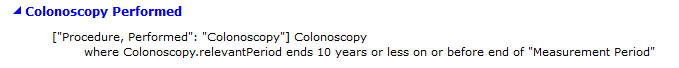 Colonoscopy Performed
["Procedure, Performed": "Colonoscopy"] Colonoscopy
where Colonoscopy.relevantPeriod ends 10 years or less on or before end of "Measurement Period"